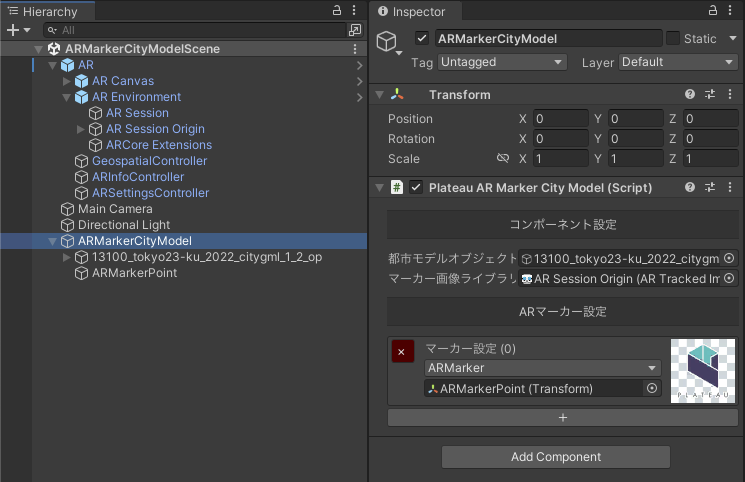 Hierarchy
All
ARMarkerCityModelScene
AR
AR Canvas
AR Environment
AR Session
AR Session Origin
ARCore Extensions
GeospatialController
ARInfoController
ARSettingsController
Main Camera
Directional Light
ARMarkerCityModel
13100_tokyo23-ku_2022_citygml_1_2_op
ARMarkerPoint
Inspector
ARMarkerCityModel Static
Tag Untagged Layer Default
Transform
Position X 0 Y 0 Z 0
Rotation X 0 Y 0 Z 0
Scale X 1 Y 1 Z 1
Plateau AR Marker City Model (Script)
コンポーネント設定
都市モデルオブジェクト 13100_tokyo23-ku_2022_citygm
マーカー画像ライブラリ AR Session Origin (AR Tracked Im
ARマーカー設定
× マーカー設定 (0)
ARMarker
ARMarkerPoint (Transform)
PLATEAU
+
Add Component